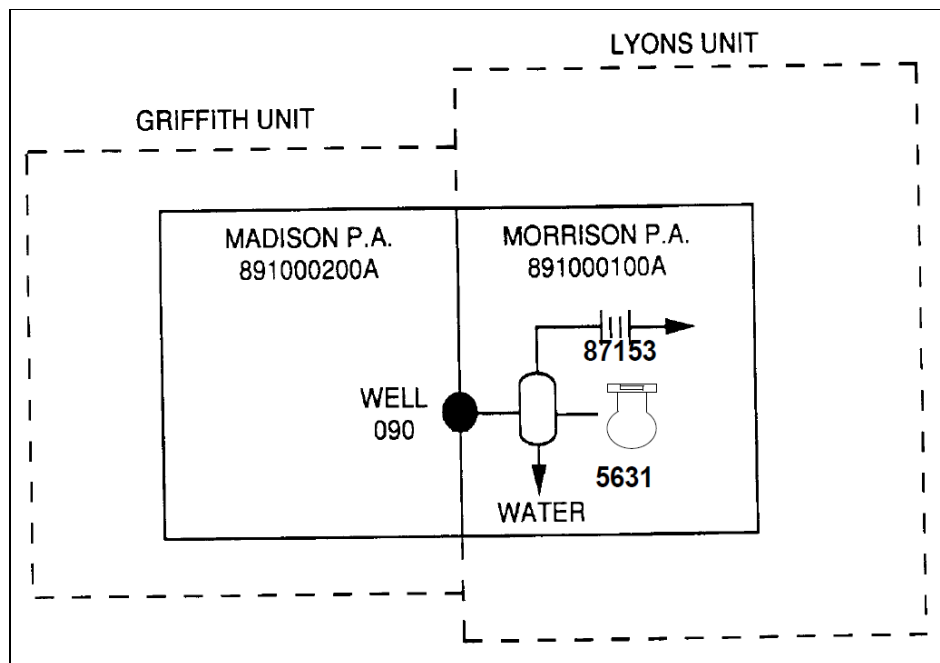 LYONS UNIT
GRIFFITH UNIT
MADISON P.A.
891000200A
MORRISON P.A.
891000100A
87153
WELL
090
5631
WATER